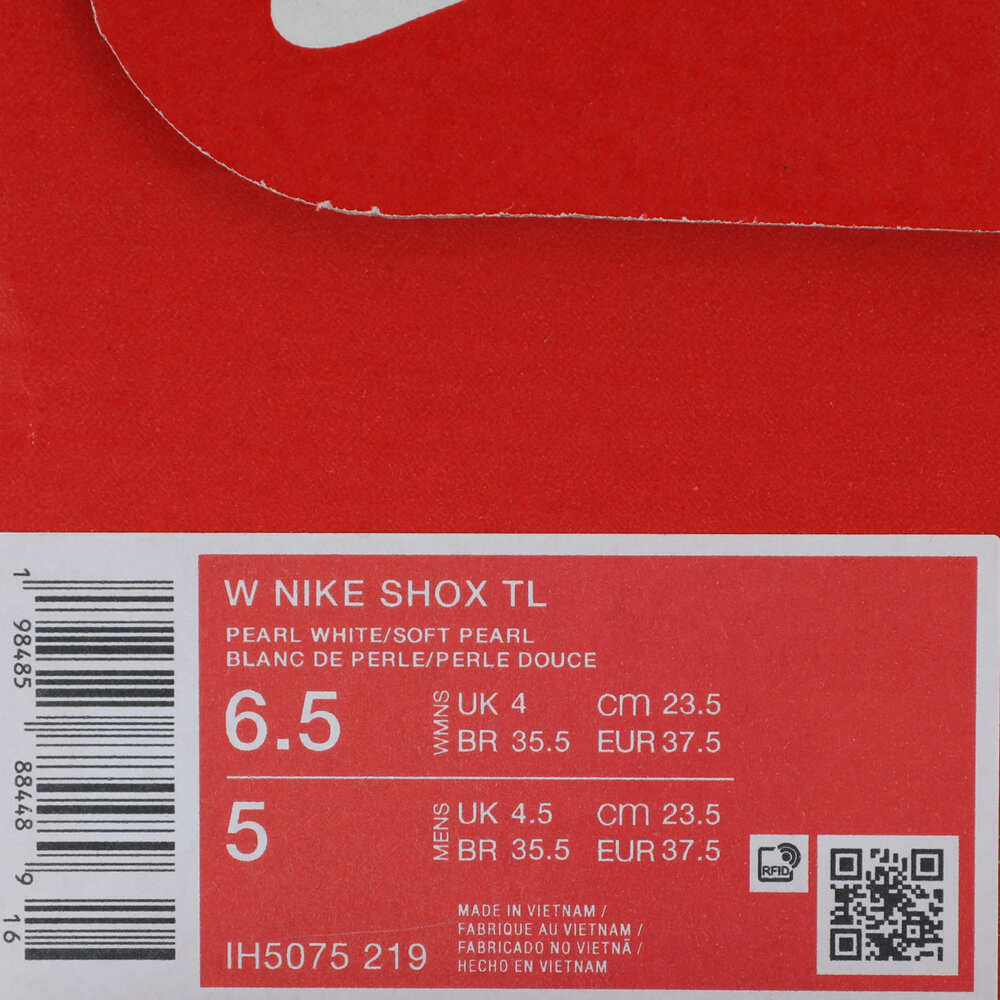 W NIKE SHOX TL
PEARL WHITE/SOFT PEARL
BLANC DE PERLE/PERLE DOUCE
6.5 WMNS UK 4 cm 23.5
BR 35.5 EUR 37.5
5 MENS UK 4.5 cm 23.5
BR 35.5 EUR 37.5
MADE IN VIETNAM /
FABRIQUE AU VIETNAM /
FABRICADO NO VIETNÃ /
HECHO EN VIETNAM
IH5075 219
RFID
1 98485 88448 9 16